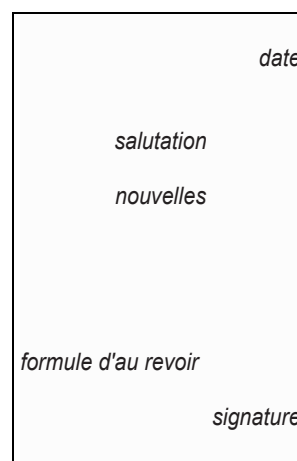 date
salutation
nouvelles
formule d'au revoir
signature